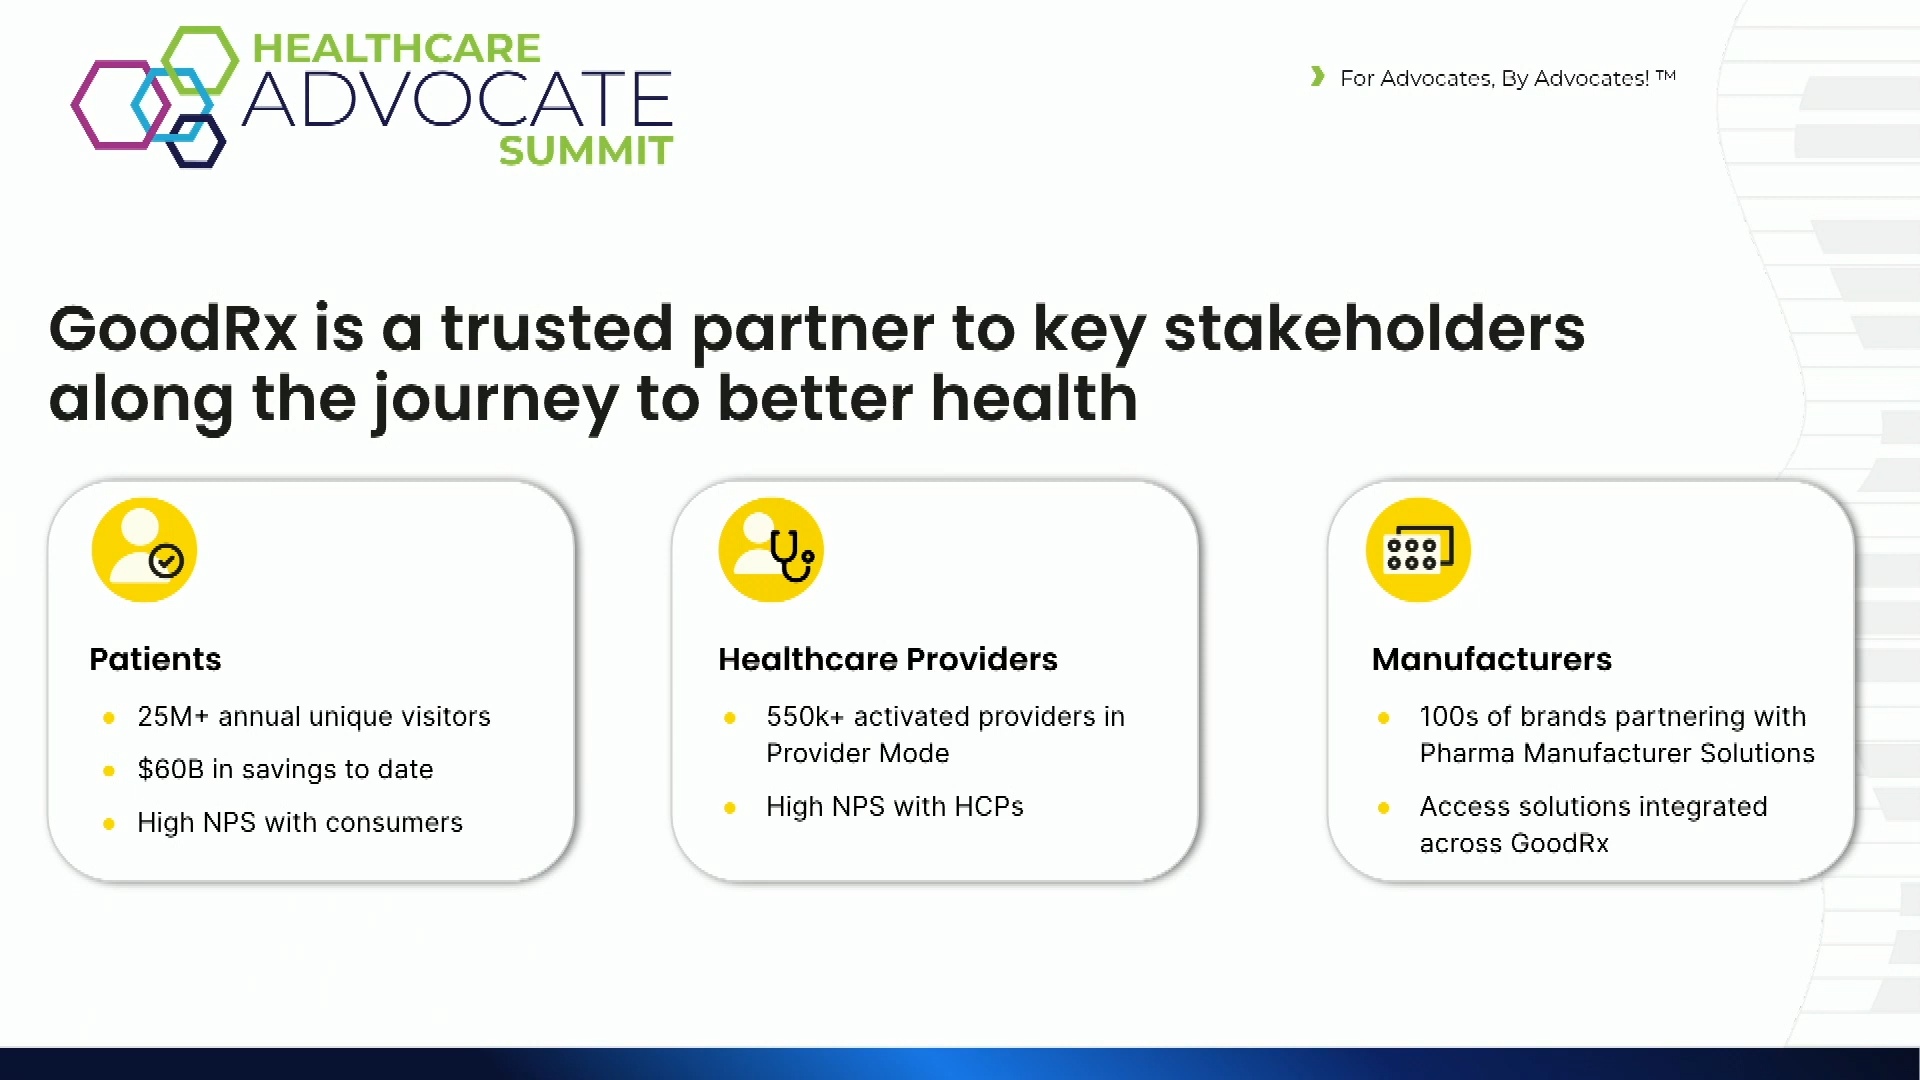 HEALTHCARE
ADVOCATE
SUMMIT
For Advocates, By Advocates! ™
GoodRx is a trusted partner to key stakeholders
along the journey to better health
Patients
25M+ annual unique visitors
$60B in savings to date
High NPS with consumers
Healthcare Providers
550k+ activated providers in
Provider Mode
High NPS with HCPs
Manufacturers
100s of brands partnering with
Pharma Manufacturer Solutions
Access solutions integrated
across GoodRx